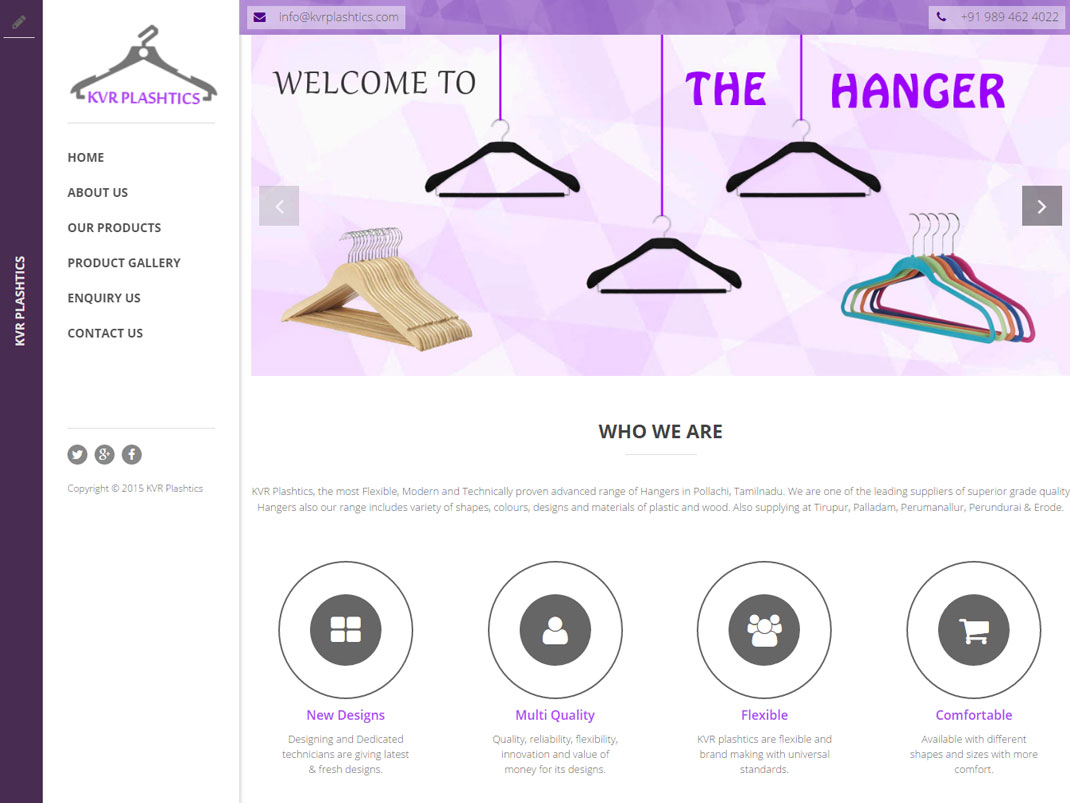 KVR PLASHTICS
KVR PLASHTICS
HOME
ABOUT US
OUR PRODUCTS
PRODUCT GALLERY
ENQUIRY US
CONTACT US
Copyright © 2015 KVR Plashtics
info@kvrplashtics.com
+91 989 462 4022
WELCOME TO THE HANGER
WHO WE ARE
KVR Plashtics, the most Flexible, Modern and Technically proven advanced range of Hangers in Pollachi, Tamilnadu. We are one of the leading suppliers of superior grade quality
Hangers also our range includes variety of shapes, colours, designs and materials of plastic and wood. Also supplying at Tirupur, Palladam, Perumanallur, Perundurai & Erode.
New Designs
Designing and Dedicated
technicians are giving latest
& fresh designs.
Multi Quality
Quality, reliability, flexibility,
innovation and value of
money for its designs.
Flexible
KVR plashtics are flexible and
brand making with universal
standards.
Comfortable
Available with different
shapes and sizes with more
comfort.